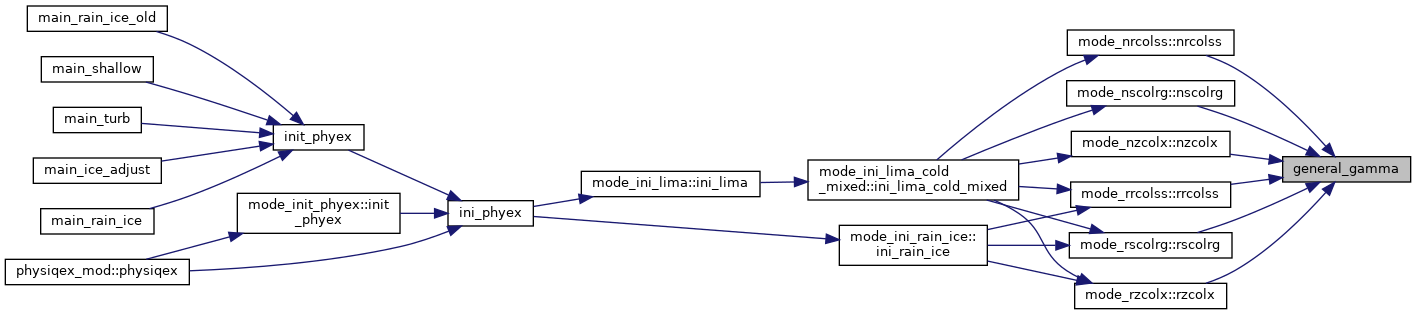 main_rain_ice_old
main_shallow
main_turb
main_ice_adjust
main_rain_ice
physiqex_mod::physiqex
init_phyex
mode_init_phyex::init
_phyex
ini_phyex
mode_ini_lima::ini_lima
mode_ini_lima_cold
_mixed::ini_lima_cold_mixed
mode_ini_rain_ice::
ini_rain_ice
mode_nrcolss::nrcolss
mode_nscolrg::nscolrg
mode_nzcolx::nzcolx
mode_rrcolss::rrcolss
mode_rscolrg::rscolrg
mode_rzcolx::rzcolx
general_gamma